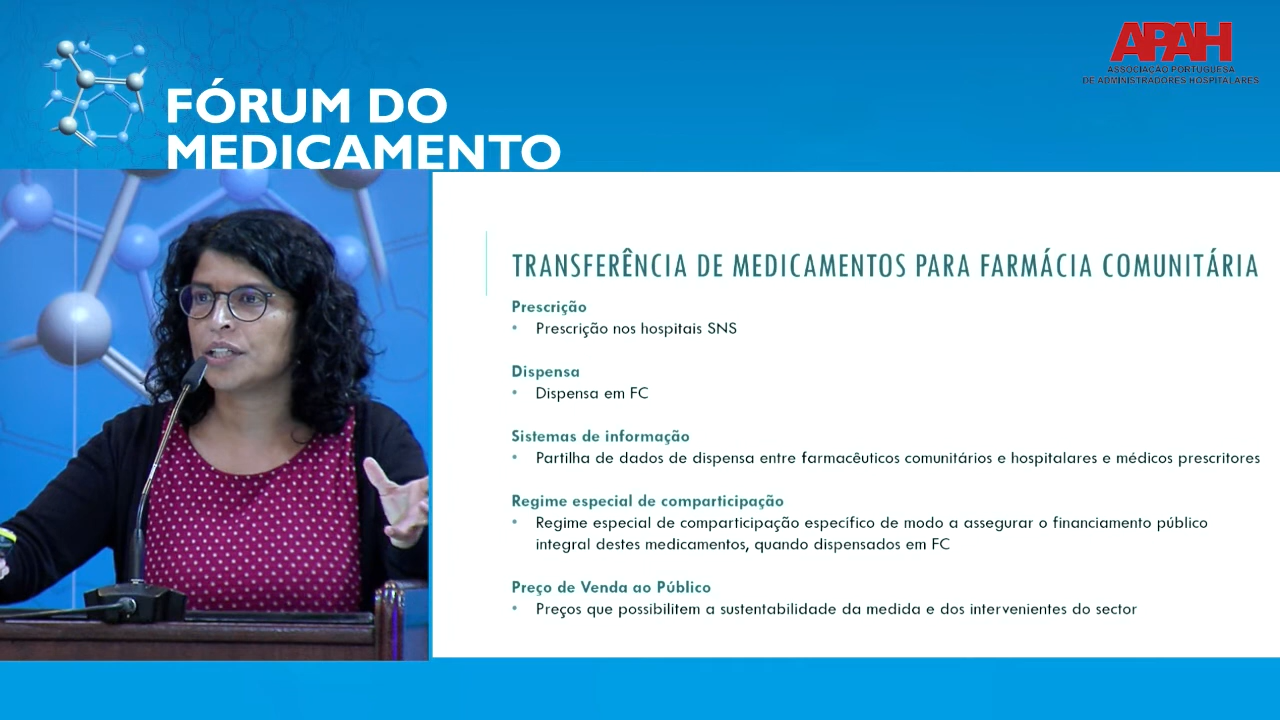 FÓRUM DO
MEDICAMENTO
APAH
ASSOCIAÇÃO PORTUGUESA
DE ADMINISTRADORES HOSPITALARES
TRANSFERÊNCIA DE MEDICAMENTOS PARA FARMÁCIA COMUNITÁRIA
Prescrição
• Prescrição nos hospitais SNS
Dispensa
• Dispensa em FC
Sistemas de informação
• Partilha de dados de dispensa entre farmacêuticos comunitários e hospitalares e médicos prescritores
Regime especial de comparticipação
• Regime especial de comparticipação específico de modo a assegurar o financiamento público
integral destes medicamentos, quando dispensados em FC
Preço de Venda ao Público
• Preços que possibilitem a sustentabilidade da medida e dos intervenientes do sector